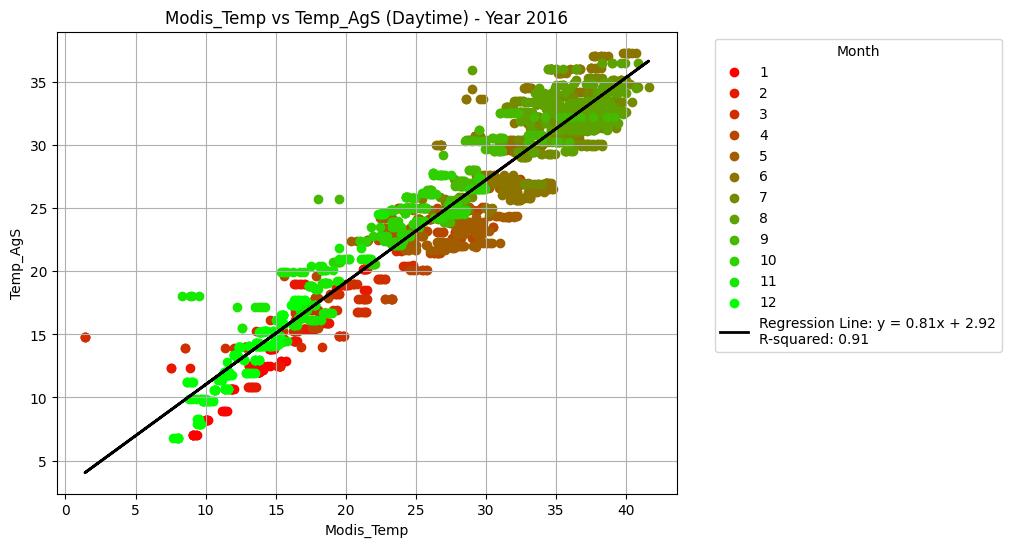 Modis_Temp vs Temp_AgS (Daytime) - Year 2016
Temp_AgS
35
30
25
20
15
10
5
0 5 10 15 20 25 30 35 40
Modis_Temp
Month
1
2
3
4
5
6
7
8
9
10
11
12
Regression Line: y = 0.81x + 2.92
R-squared: 0.91